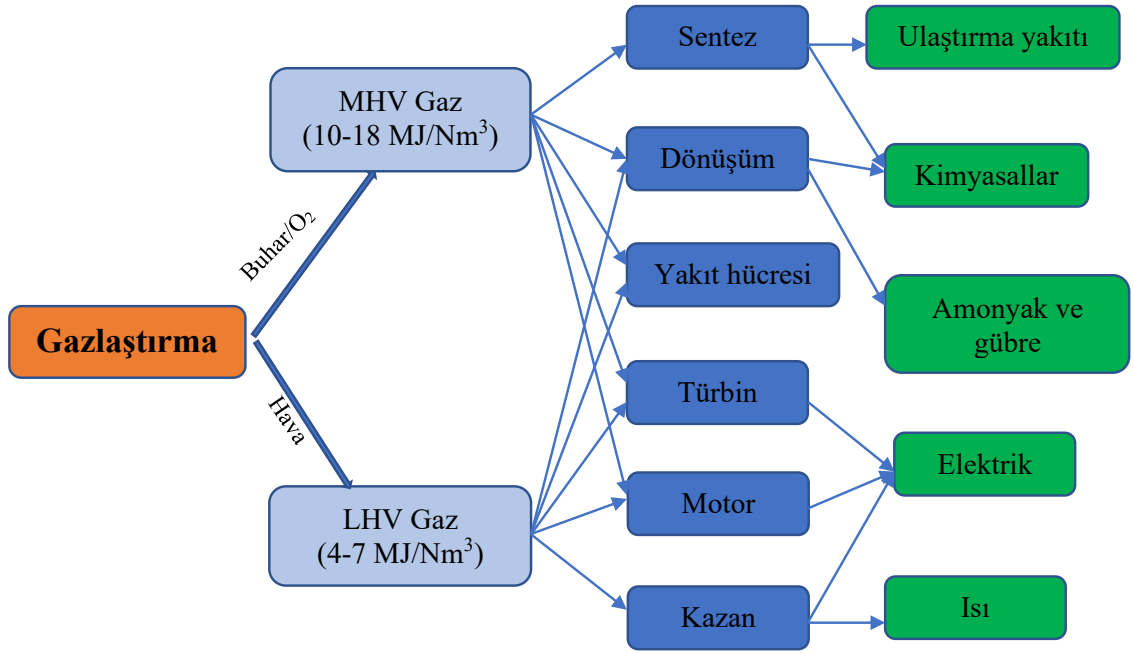 Gazlaştırma
Buhar/O₂
Hava
MHV Gaz
(10-18 MJ/Nm³)
LHV Gaz
(4-7 MJ/Nm³)
Sentez
Dönüşüm
Yakıt hücresi
Türbin
Motor
Kazan
Ulaştırma yakıtı
Kimyasallar
Amonyak ve
gübre
Elektrik
Isı